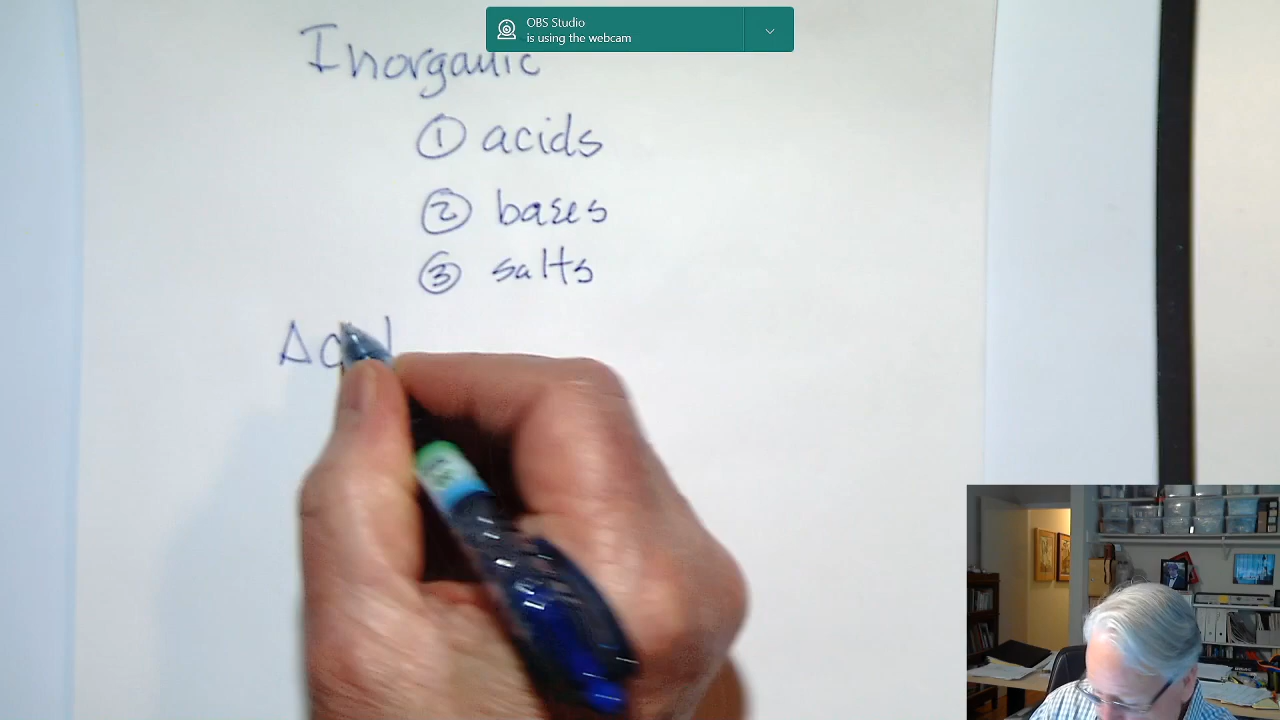 OBS Studio
is using the webcam
Inorganic
① acids
② bases
③ salts